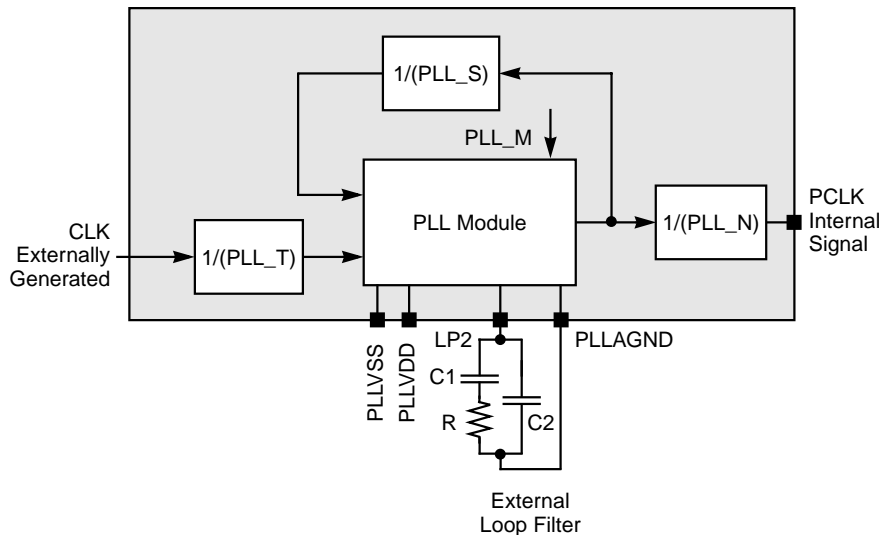 1/(PLL_S)
PLL_M
PLL Module
1/(PLL_N)
PCLK
Internal
Signal
CLK
Externally
Generated
1/(PLL_T)
PLLVSS
PLLVDD
LP2
PLLAGND
C1
R
C2
External
Loop Filter